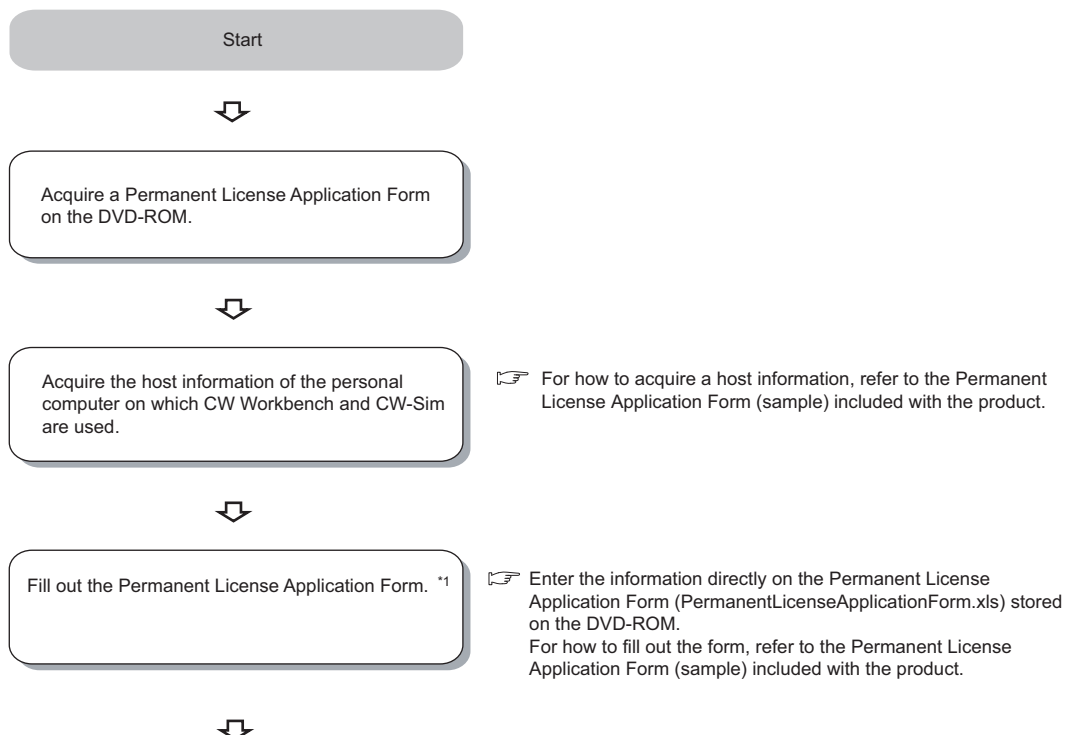 Start
Acquire a Permanent License Application Form
on the DVD-ROM.
Acquire the host information of the personal
computer on which CW Workbench and CW-Sim
are used.
For how to acquire a host information, refer to the Permanent
License Application Form (sample) included with the product.
Fill out the Permanent License Application Form. *1
Enter the information directly on the Permanent License
Application Form (PermanentLicenseApplicationForm.xls) stored
on the DVD-ROM.
For how to fill out the form, refer to the Permanent License
Application Form (sample) included with the product.